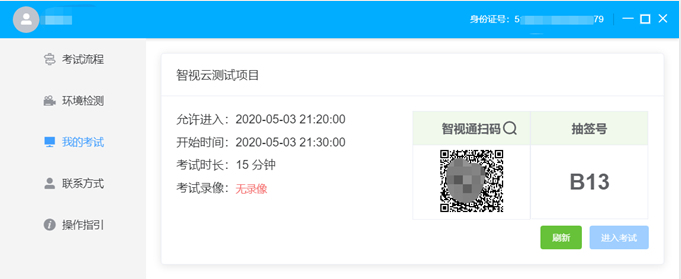 身份证号：5 79
考试流程
环境检测
我的考试
联系方式
操作指引
智视云测试项目
允许进入：2020-05-03 21:20:00
开始时间：2020-05-03 21:30:00
考试时长：15 分钟
考试录像：无录像
智视通扫码 抽签号
B13
刷新 进入考试